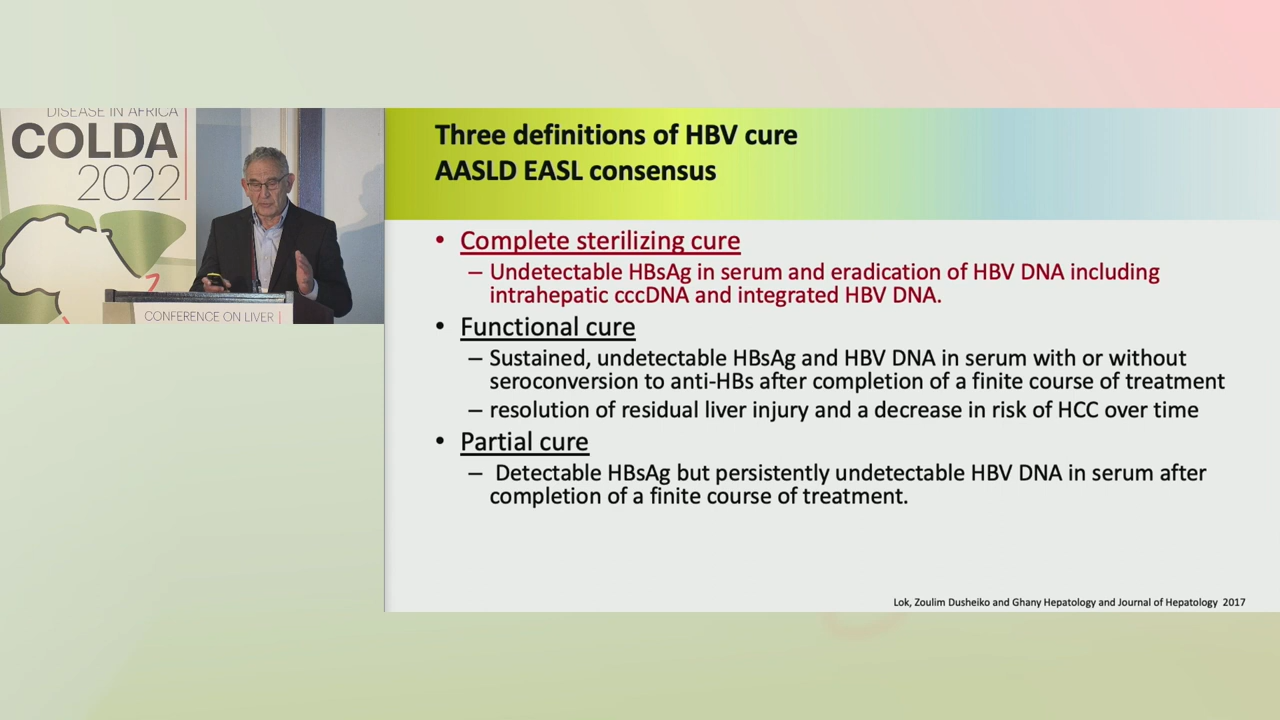 DISEASE IN AFRICA
COLDA
2022
CONFERENCE ON LIVER
Three definitions of HBV cure
AASLD EASL consensus
• Complete sterilizing cure
– Undetectable HBsAg in serum and eradication of HBV DNA including
intrahepatic cccDNA and integrated HBV DNA.
• Functional cure
– Sustained, undetectable HBsAg and HBV DNA in serum with or without
seroconversion to anti-HBs after completion of a finite course of treatment
– resolution of residual liver injury and a decrease in risk of HCC over time
• Partial cure
– Detectable HBsAg but persistently undetectable HBV DNA in serum after
completion of a finite course of treatment.
Lok, Zoulim Dusheiko and Ghany Hepatology and Journal of Hepatology 2017